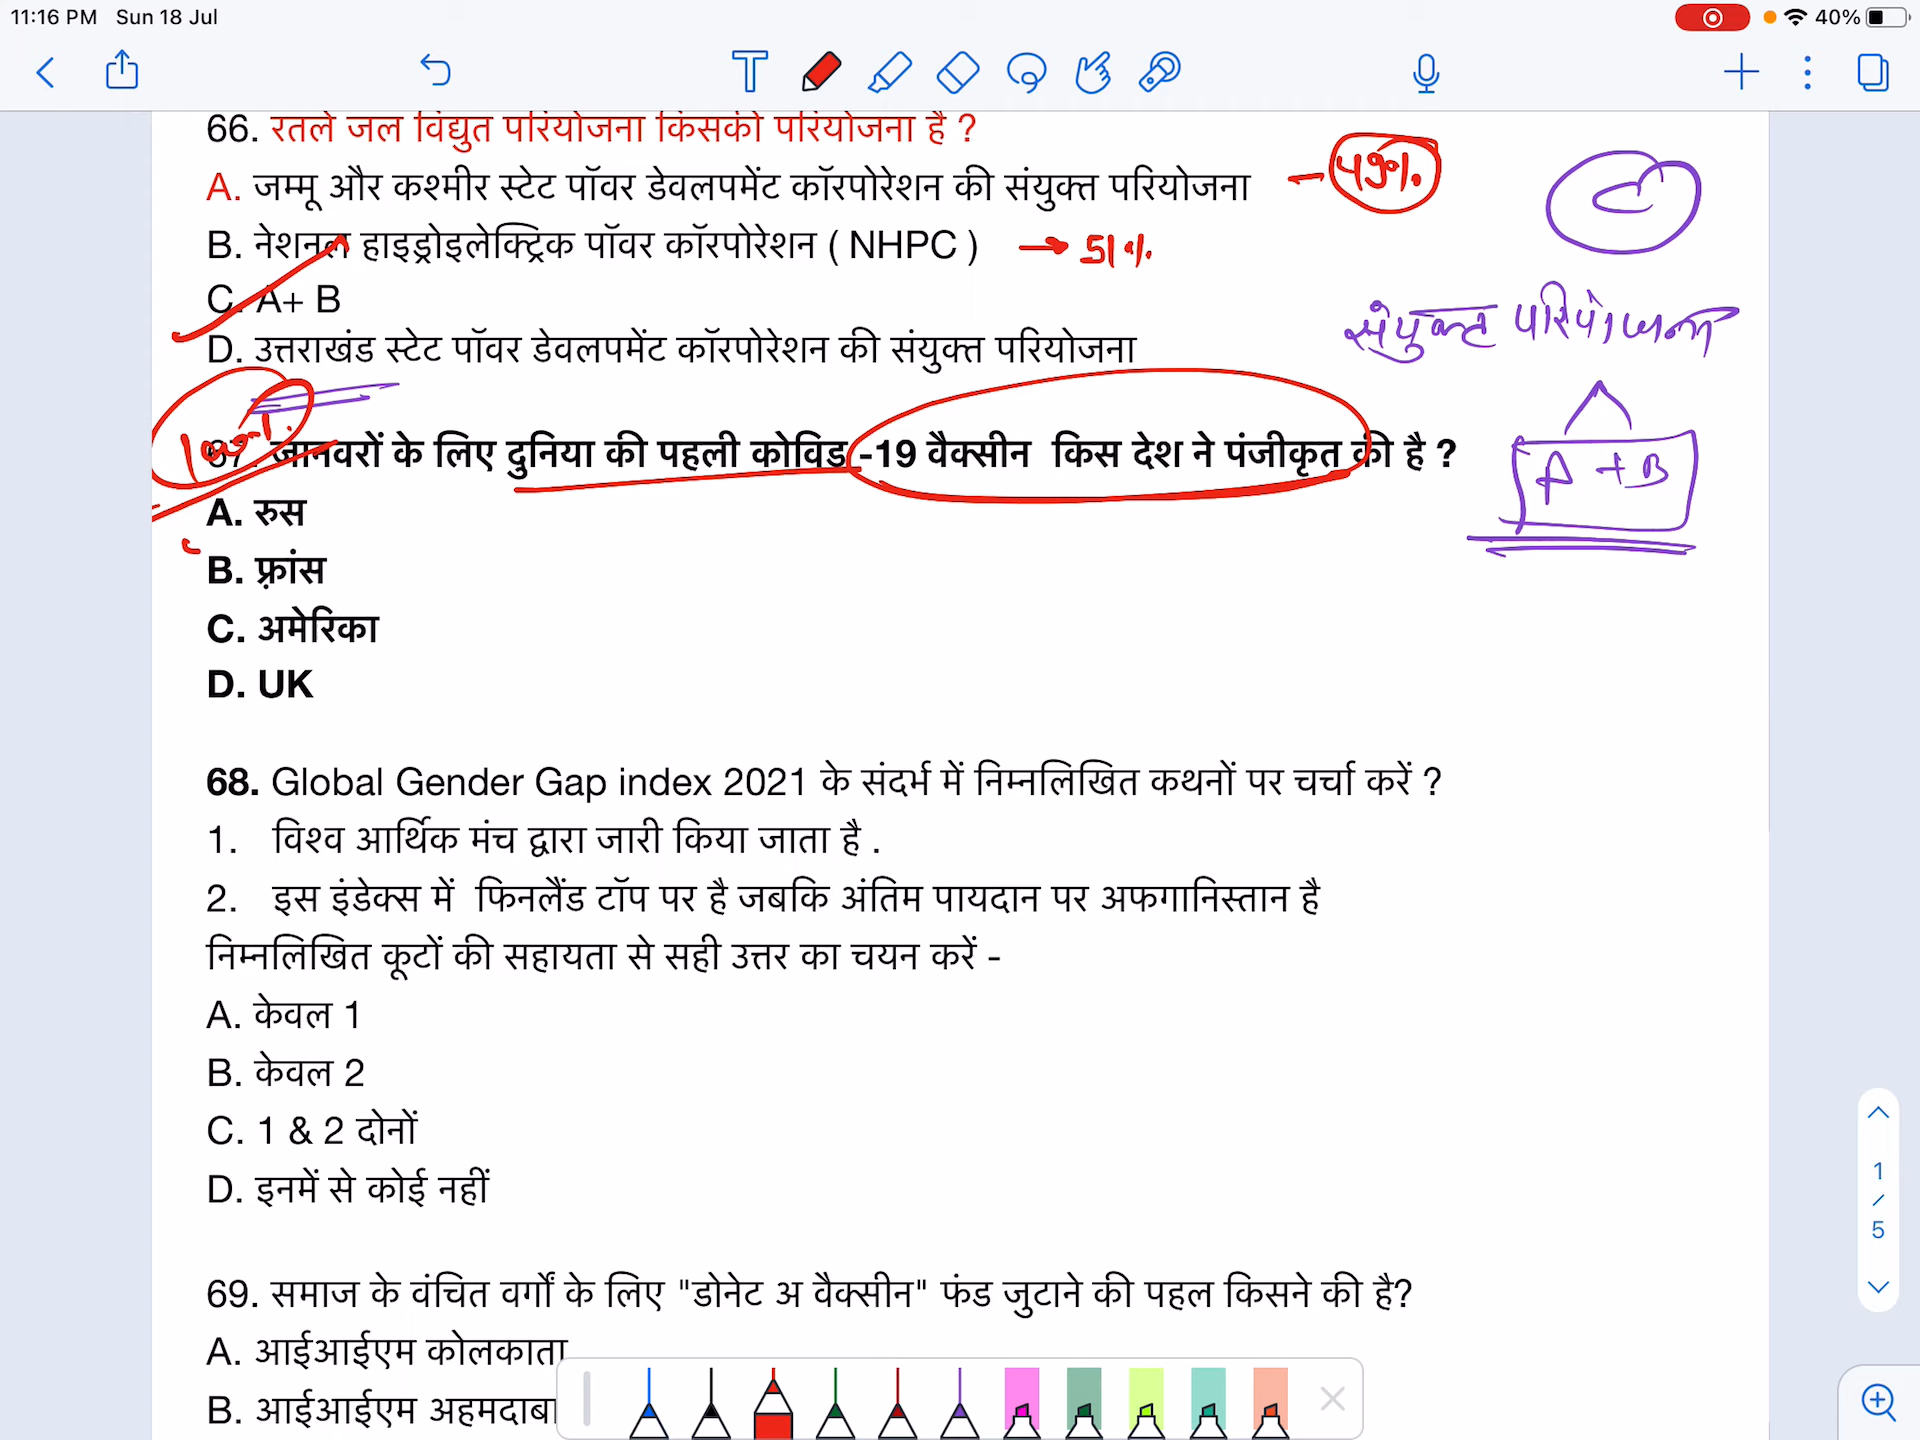 11:16 PM Sun 18 Jul
40%
66. रतले जल विद्युत परियोजना किसकी परियोजना है ?
A. जम्मू और कश्मीर स्टेट पॉवर डेवलपमेंट कॉरपोरेशन की संयुक्त परियोजना - 49%.
B. नेशनल हाइड्रोइलेक्ट्रिक पॉवर कॉरपोरेशन ( NHPC ) → 51%.
C. A+ B
संयुक्त परियोजना
D. उत्तराखंड स्टेट पॉवर डेवलपमेंट कॉरपोरेशन की संयुक्त परियोजना
100%.
67. जानवरों के लिए दुनिया की पहली कोविड -19 वैक्सीन किस देश ने पंजीकृत की है ?
A + B
A. रुस
B. फ़्रांस
C. अमेरिका
D. UK
68. Global Gender Gap index 2021 के संदर्भ में निम्नलिखित कथनों पर चर्चा करें ?
1. विश्व आर्थिक मंच द्वारा जारी किया जाता है .
2. इस इंडेक्स में फिनलैंड टॉप पर है जबकि अंतिम पायदान पर अफगानिस्तान है
निम्नलिखित कूटों की सहायता से सही उत्तर का चयन करें -
A. केवल 1
B. केवल 2
C. 1 & 2 दोनों
D. इनमें से कोई नहीं
1
/
5
69. समाज के वंचित वर्गों के लिए "डोनेट अ वैक्सीन" फंड जुटाने की पहल किसने की है?
A. आईआईएम कोलकाता
B. आईआईएम अहमदाबा